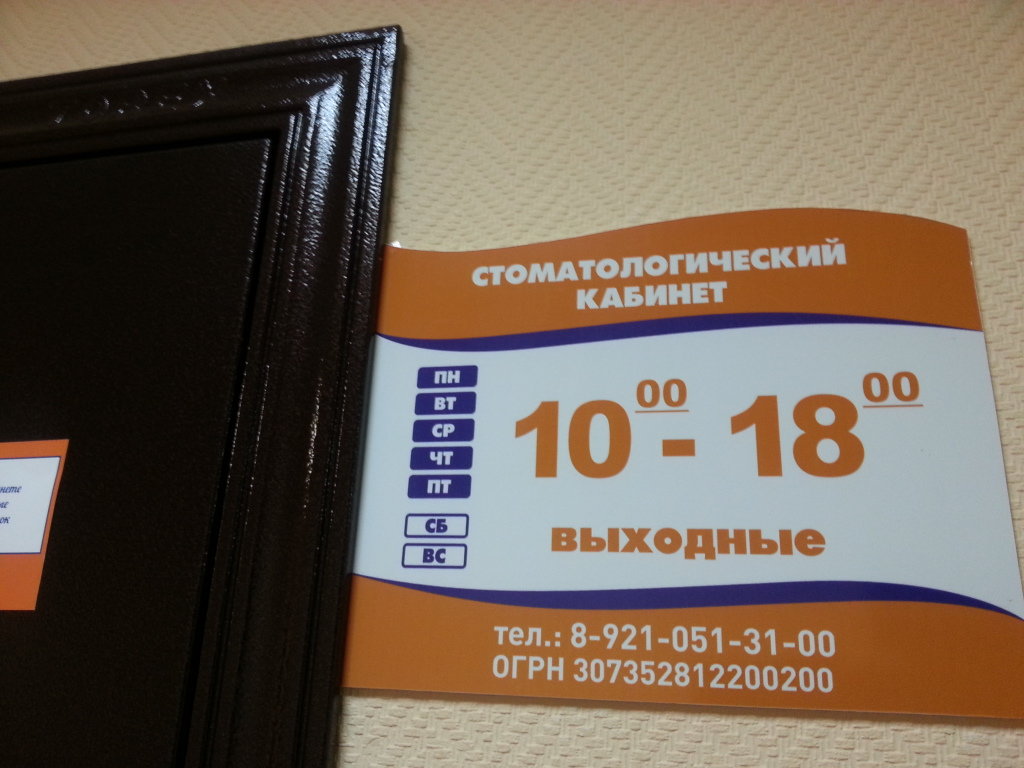 СТОМАТОЛОГИЧЕСКИЙ
КАБИНЕТ
ПН
ВТ
СР
ЧТ
ПТ
10 00 - 18 00
СБ
ВС
выходные
тел.: 8-921-051-31-00
ОГРН 307352812200200